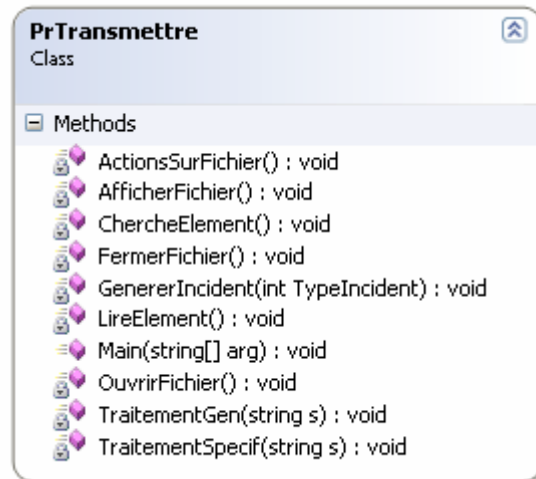 PrTransmettre
Class
Methods
ActionsSurFichier() : void
AfficherFichier() : void
ChercheElement() : void
FermerFichier() : void
GenererIncident(int TypeIncident) : void
LireElement() : void
Main(string[] arg) : void
OuvrirFichier() : void
TraitementGen(string s) : void
TraitementSpecif(string s) : void